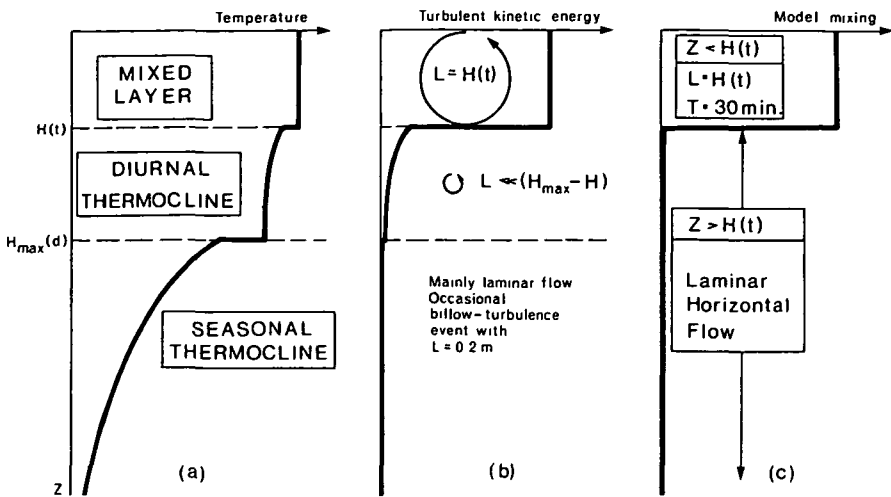 Temperature
MIXED
LAYER
H(t)
DIURNAL
THERMOCLINE
Hmax(d)
SEASONAL
THERMOCLINE
Z
(a)
Turbulent kinetic energy
L=H(t)
L ≪(Hmax-H)
Mainly laminar flow
Occasional
billow-turbulence
event with
L = 0 2 m
(b)
Model mixing
Z < H(t)
L•H(t)
T• 30 min.
Z > H(t)
Laminar
Horizontal
Flow
(c)